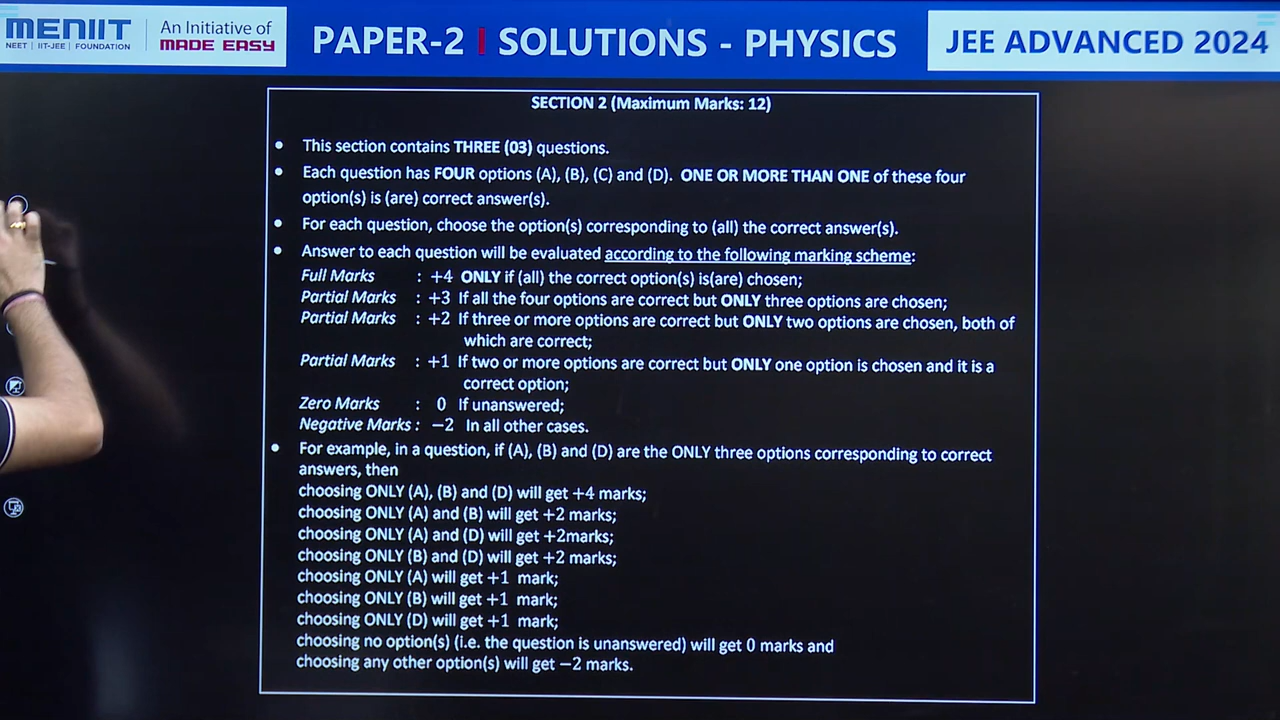 MENIIT
NEET | IIT-JEE | FOUNDATION
An Initiative of
MADE EASY
PAPER-2 | SOLUTIONS - PHYSICS
JEE ADVANCED 2024
SECTION 2 (Maximum Marks: 12)
• This section contains THREE (03) questions.
• Each question has FOUR options (A), (B), (C) and (D). ONE OR MORE THAN ONE of these four
option(s) is (are) correct answer(s).
• For each question, choose the option(s) corresponding to (all) the correct answer(s).
• Answer to each question will be evaluated according to the following marking scheme:
Full Marks : +4 ONLY if (all) the correct option(s) is(are) chosen;
Partial Marks : +3 If all the four options are correct but ONLY three options are chosen;
Partial Marks : +2 If three or more options are correct but ONLY two options are chosen, both of
which are correct;
Partial Marks : +1 If two or more options are correct but ONLY one option is chosen and it is a
correct option;
Zero Marks : 0 If unanswered;
Negative Marks : −2 In all other cases.
• For example, in a question, if (A), (B) and (D) are the ONLY three options corresponding to correct
answers, then
choosing ONLY (A), (B) and (D) will get +4 marks;
choosing ONLY (A) and (B) will get +2 marks;
choosing ONLY (A) and (D) will get +2marks;
choosing ONLY (B) and (D) will get +2 marks;
choosing ONLY (A) will get +1 mark;
choosing ONLY (B) will get +1 mark;
choosing ONLY (D) will get +1 mark;
choosing no option(s) (i.e. the question is unanswered) will get 0 marks and
choosing any other option(s) will get −2 marks.